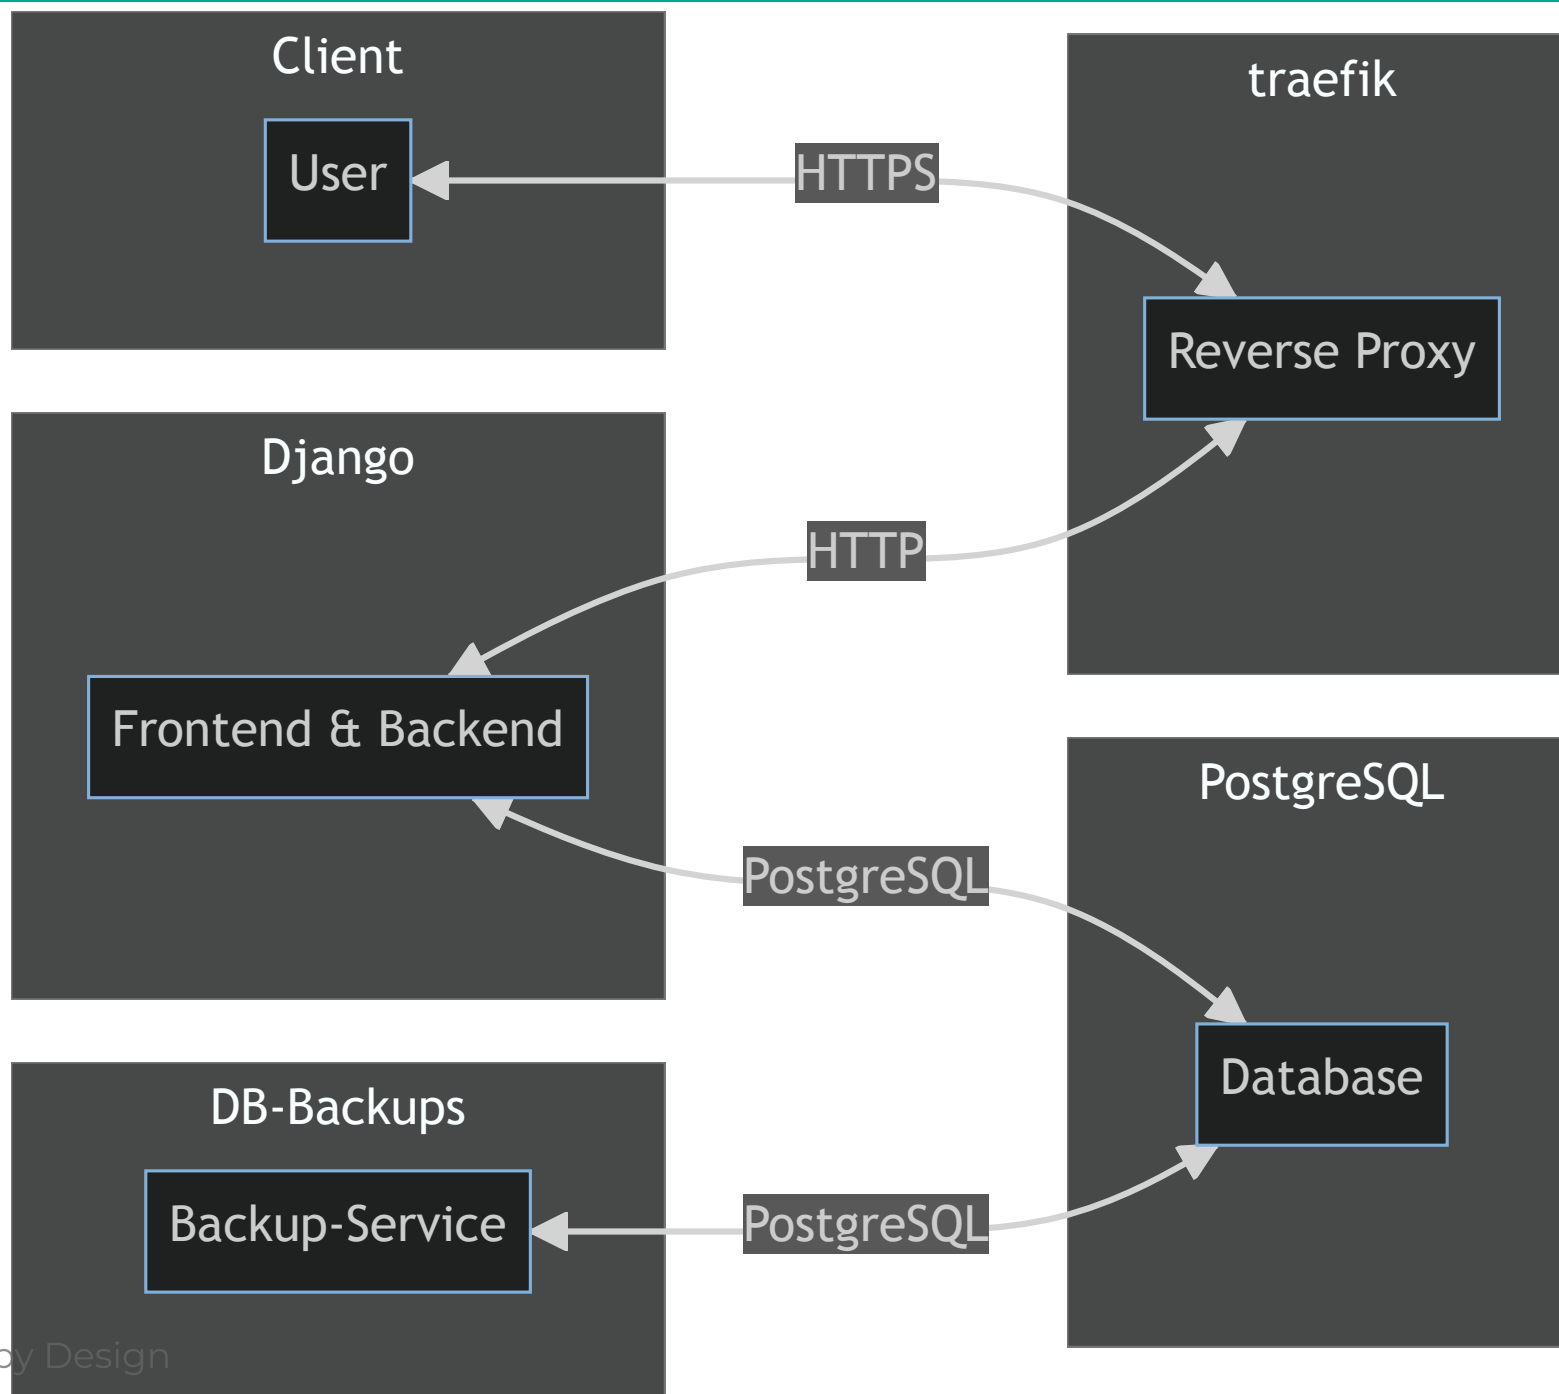 Client
User
HTTPS
traefik
Reverse Proxy
Django
HTTP
Frontend & Backend
PostgreSQL
PostgreSQL
Database
DB-Backups
Backup-Service
PostgreSQL
by Design